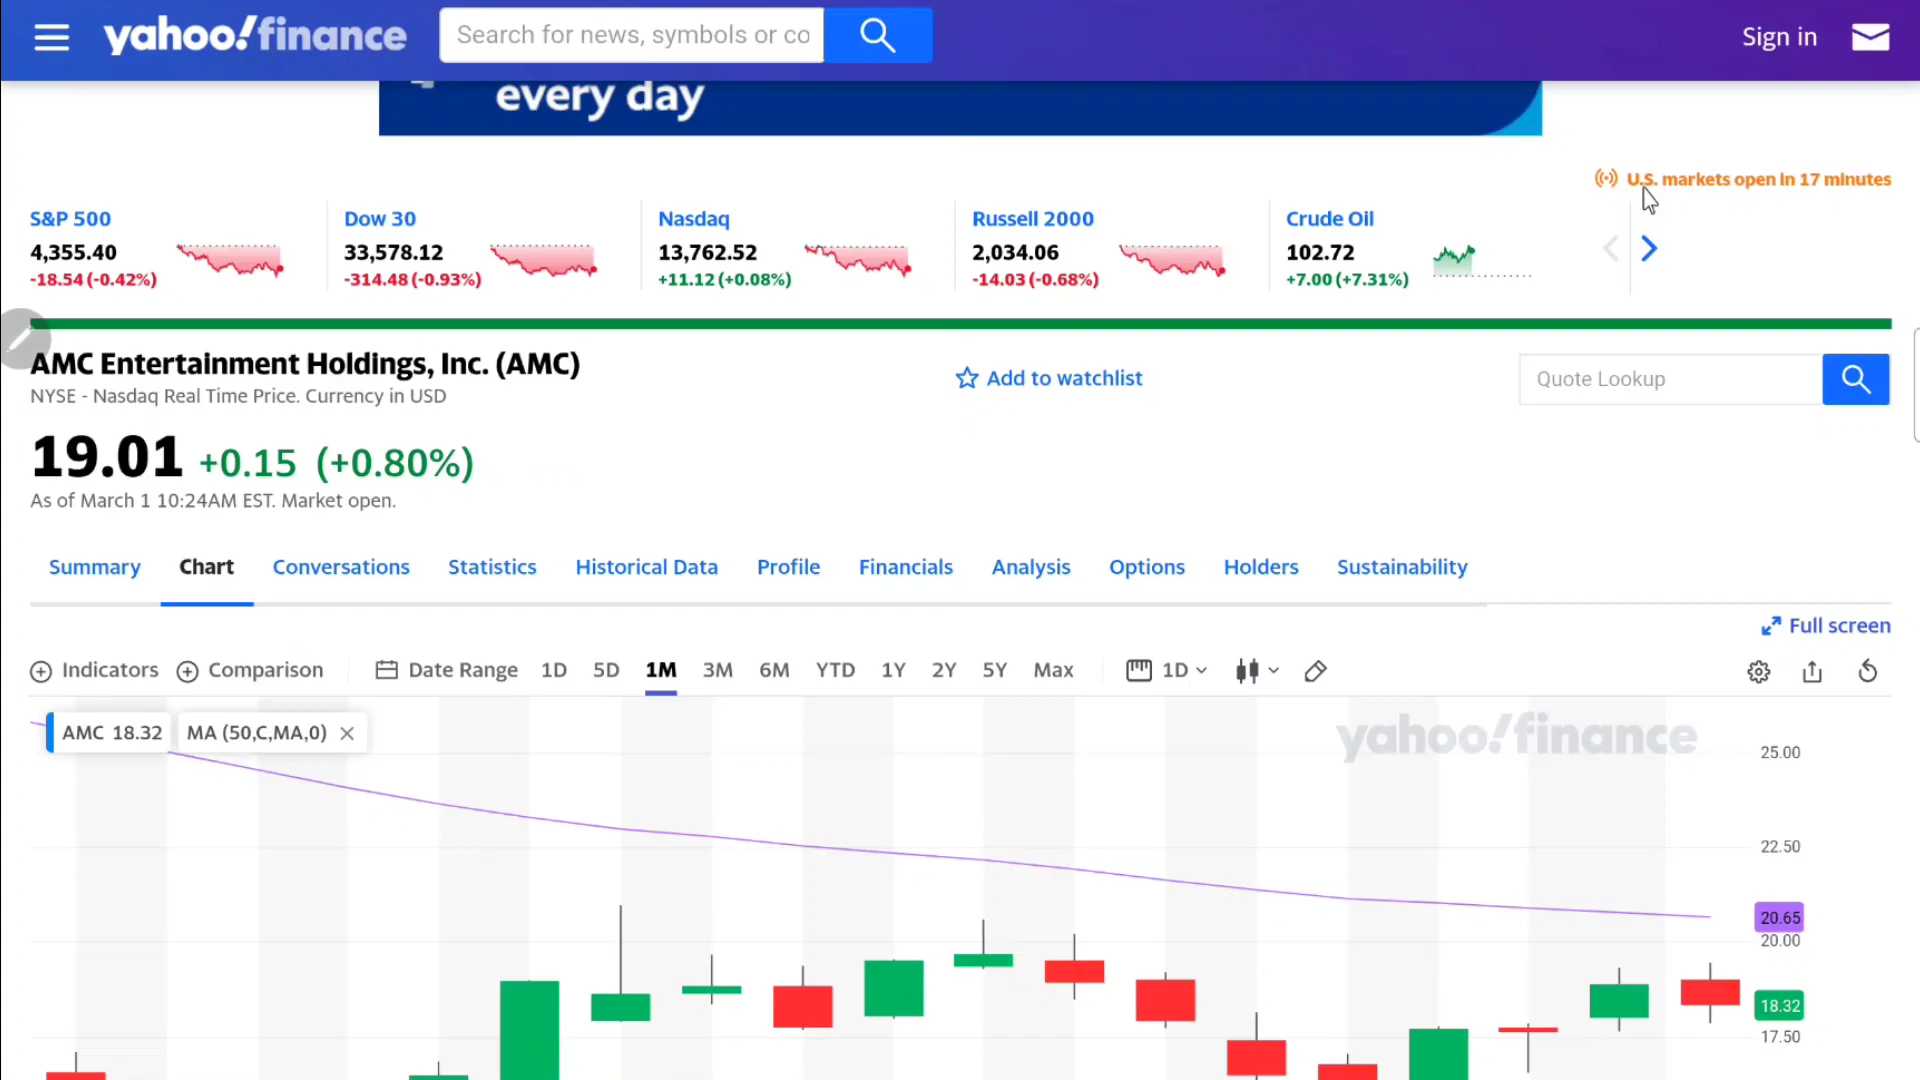 yahoo!finance
Search for news, symbols or co
Sign in
every day
U.S. markets open in 17 minutes
S&P 500
4,355.40
-18.54 (-0.42%)
Dow 30
33,578.12
-314.48 (-0.93%)
Nasdaq
13,762.52
+11.12 (+0.08%)
Russell 2000
2,034.06
-14.03 (-0.68%)
Crude Oil
102.72
+7.00 (+7.31%)
AMC Entertainment Holdings, Inc. (AMC)
NYSE - Nasdaq Real Time Price. Currency in USD
Add to watchlist
Quote Lookup
19.01 +0.15 (+0.80%)
As of March 1 10:24AM EST. Market open.
Summary Chart Conversations Statistics Historical Data Profile Financials Analysis Options Holders Sustainability
Full screen
Indicators Comparison Date Range 1D 5D 1M 3M 6M YTD 1Y 2Y 5Y Max 1D
AMC 18.32 MA (50,C,MA,0)
yahoo!finance
25.00
22.50
20.65
20.00
18.32
17.50